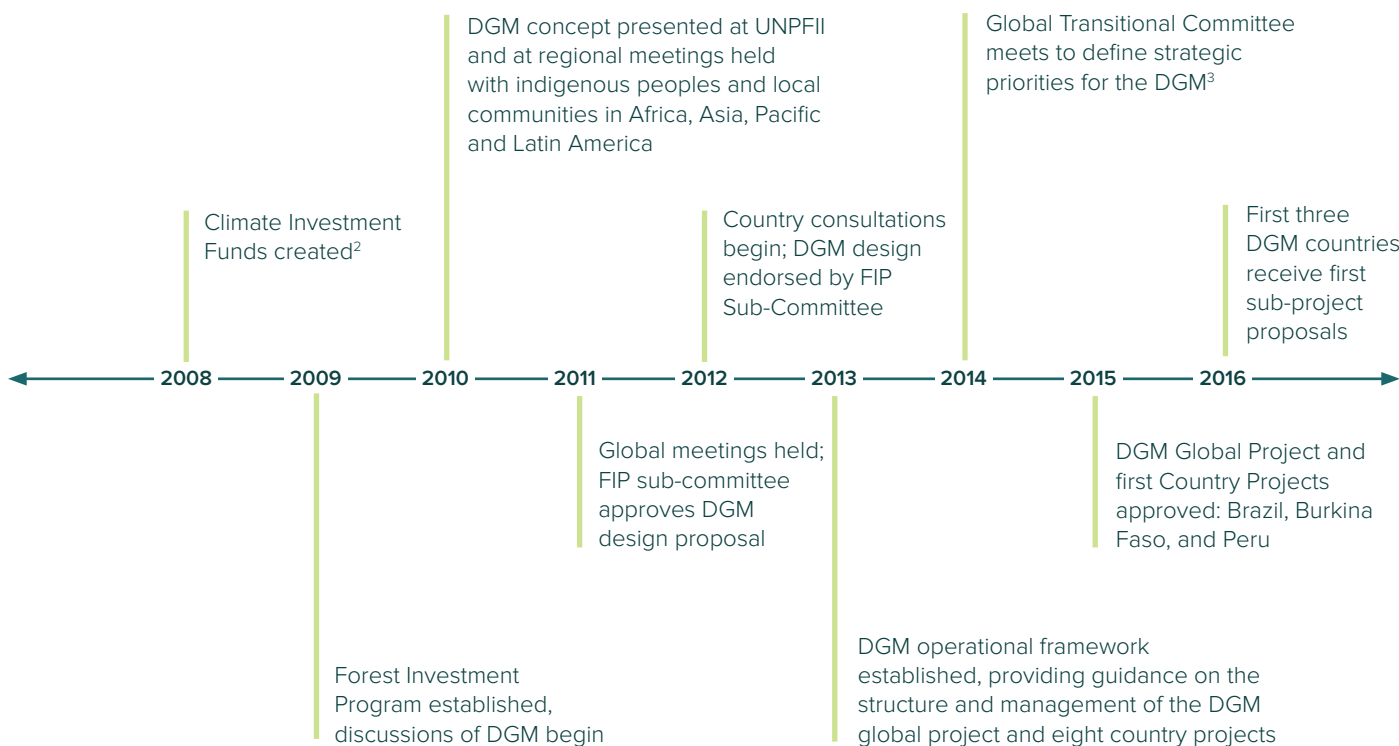 DGM concept presented at UNPFII
and at regional meetings held
with indigenous peoples and local
communities in Africa, Asia, Pacific
and Latin America
Global Transitional Committee
meets to define strategic
priorities for the DGM³
Climate Investment
Funds created²
Country consultations
begin; DGM design
endorsed by FIP
Sub-Committee
First three
DGM countries
receive first
sub-project
proposals
2008 2009 2010 2011 2012 2013 2014 2015 2016
Global meetings held;
FIP sub-committee
approves DGM
design proposal
DGM Global Project and
first Country Projects
approved: Brazil, Burkina
Faso, and Peru
Forest Investment
Program established,
discussions of DGM begin
DGM operational framework
established, providing guidance on the
structure and management of the DGM
global project and eight country projects